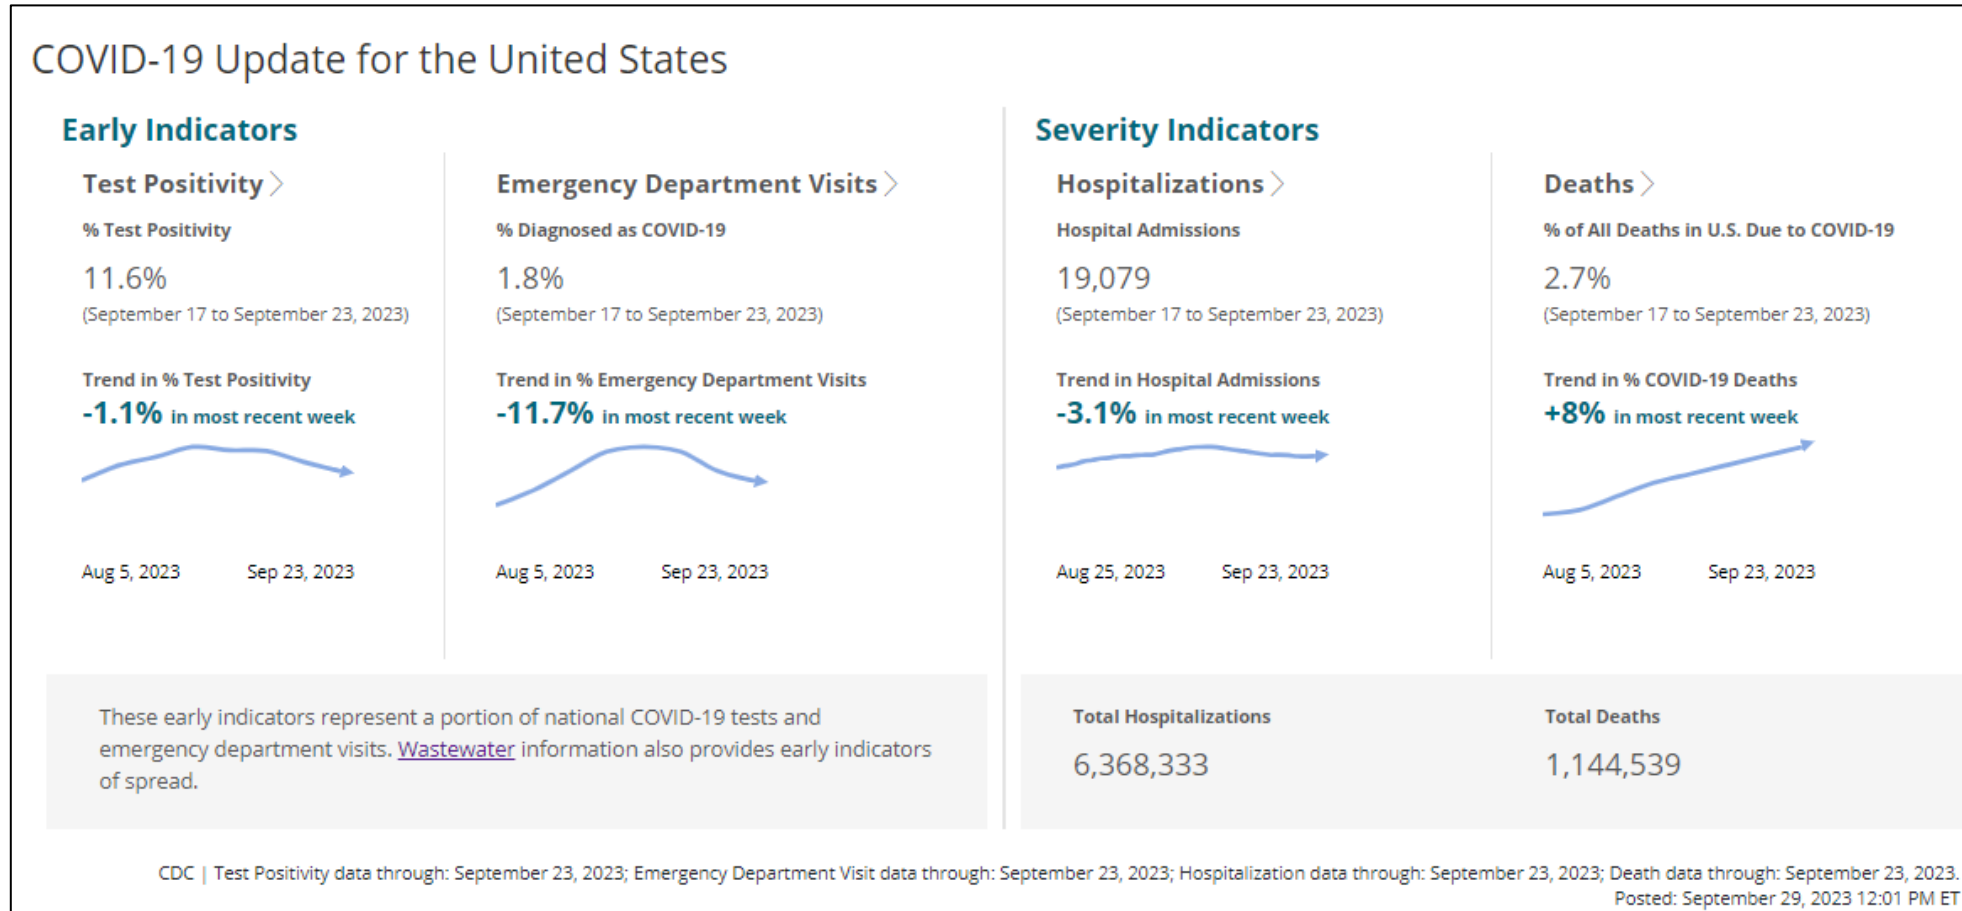 COVID-19 Update for the United States
Early Indicators
Test Positivity
% Test Positivity
11.6%
(September 17 to September 23, 2023)
Trend in % Test Positivity
-1.1% in most recent week
Aug 5, 2023 Sep 23, 2023
Emergency Department Visits
% Diagnosed as COVID-19
1.8%
(September 17 to September 23, 2023)
Trend in % Emergency Department Visits
-11.7% in most recent week
Aug 5, 2023 Sep 23, 2023
These early indicators represent a portion of national COVID-19 tests and
emergency department visits. Wastewater information also provides early indicators
of spread.
Severity Indicators
Hospitalizations
Hospital Admissions
19,079
(September 17 to September 23, 2023)
Trend in Hospital Admissions
-3.1% in most recent week
Aug 25, 2023 Sep 23, 2023
Deaths
% of All Deaths in U.S. Due to COVID-19
2.7%
(September 17 to September 23, 2023)
Trend in % COVID-19 Deaths
+8% in most recent week
Aug 5, 2023 Sep 23, 2023
Total Hospitalizations
6,368,333
Total Deaths
1,144,539
CDC | Test Positivity data through: September 23, 2023; Emergency Department Visit data through: September 23, 2023; Hospitalization data through: September 23, 2023; Death data through: September 23, 2023.
Posted: September 29, 2023 12:01 PM ET